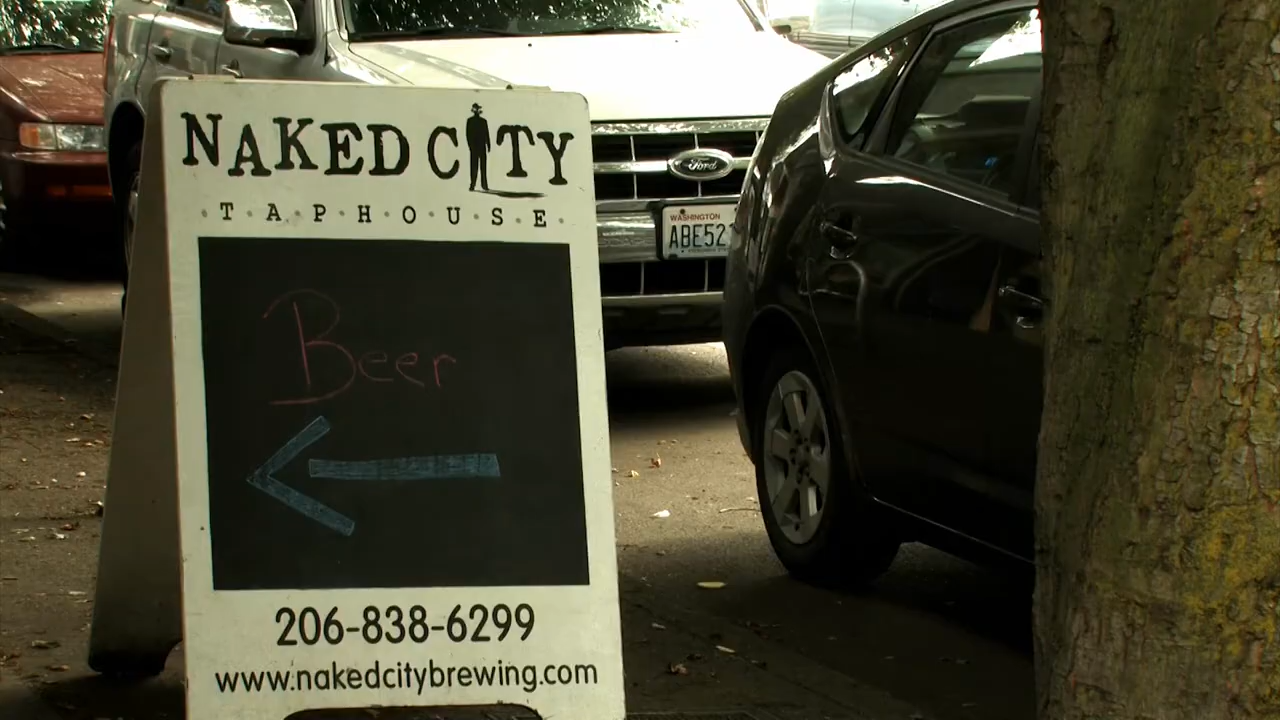 NAKED CITY
TAPHOUSE
Beer
206-838-6299
www.nakedcitybrewing.com
Ford
WASHINGTON
ABE52